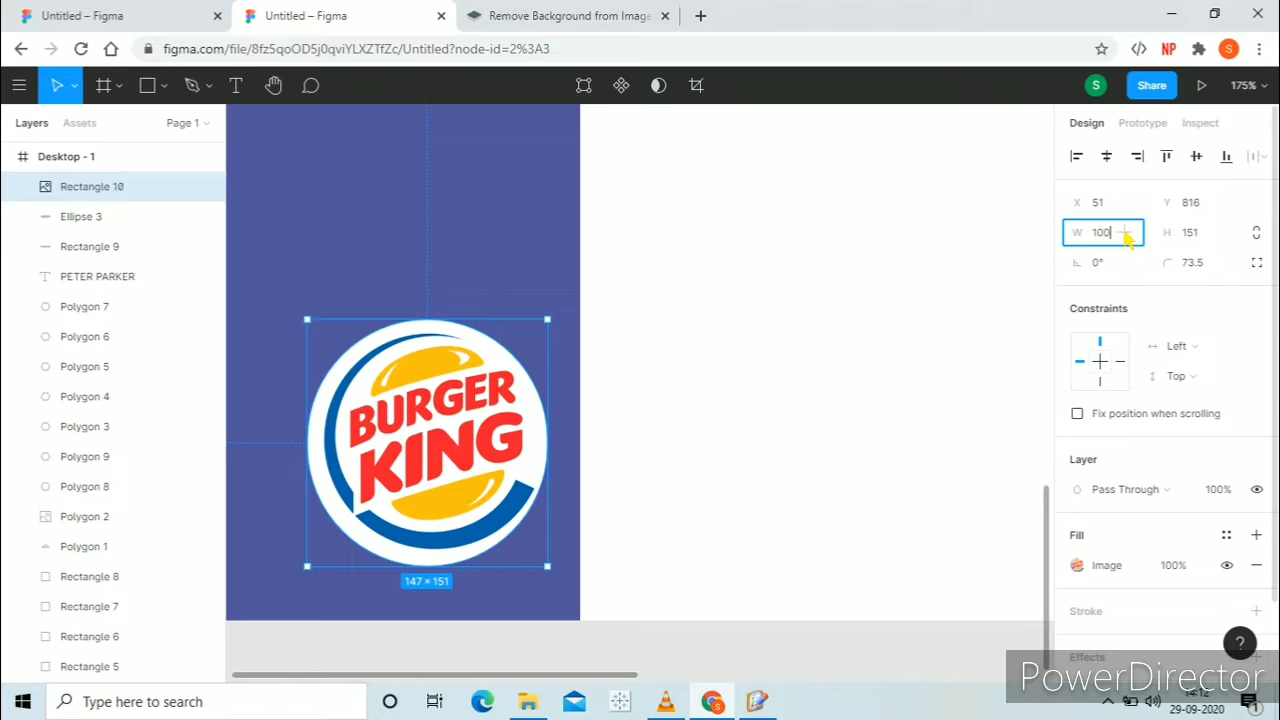 Untitled – Figma
Untitled – Figma
Remove Background from Image
figma.com/file/8fz5qoOD5j0qviYLXZTfZc/Untitled?node-id=2%3A3
NP
S
T
S
Share
175%
Layers Assets Page 1
Desktop - 1
Rectangle 10
Ellipse 3
Rectangle 9
T PETER PARKER
Polygon 7
Polygon 6
Polygon 5
Polygon 4
Polygon 3
Polygon 9
Polygon 8
Polygon 2
Polygon 1
Rectangle 8
Rectangle 7
Rectangle 6
Rectangle 5
BURGER
KING
147 × 151
Design Prototype Inspect
X 51 Y 816
W 100 H 151
0° 73.5
Constraints
Left
Top
Fix position when scrolling
Layer
Pass Through 100%
Fill
Image 100%
Stroke
Effects
?
PowerDirector
Type here to search
S
14:12
29-09-2020
1